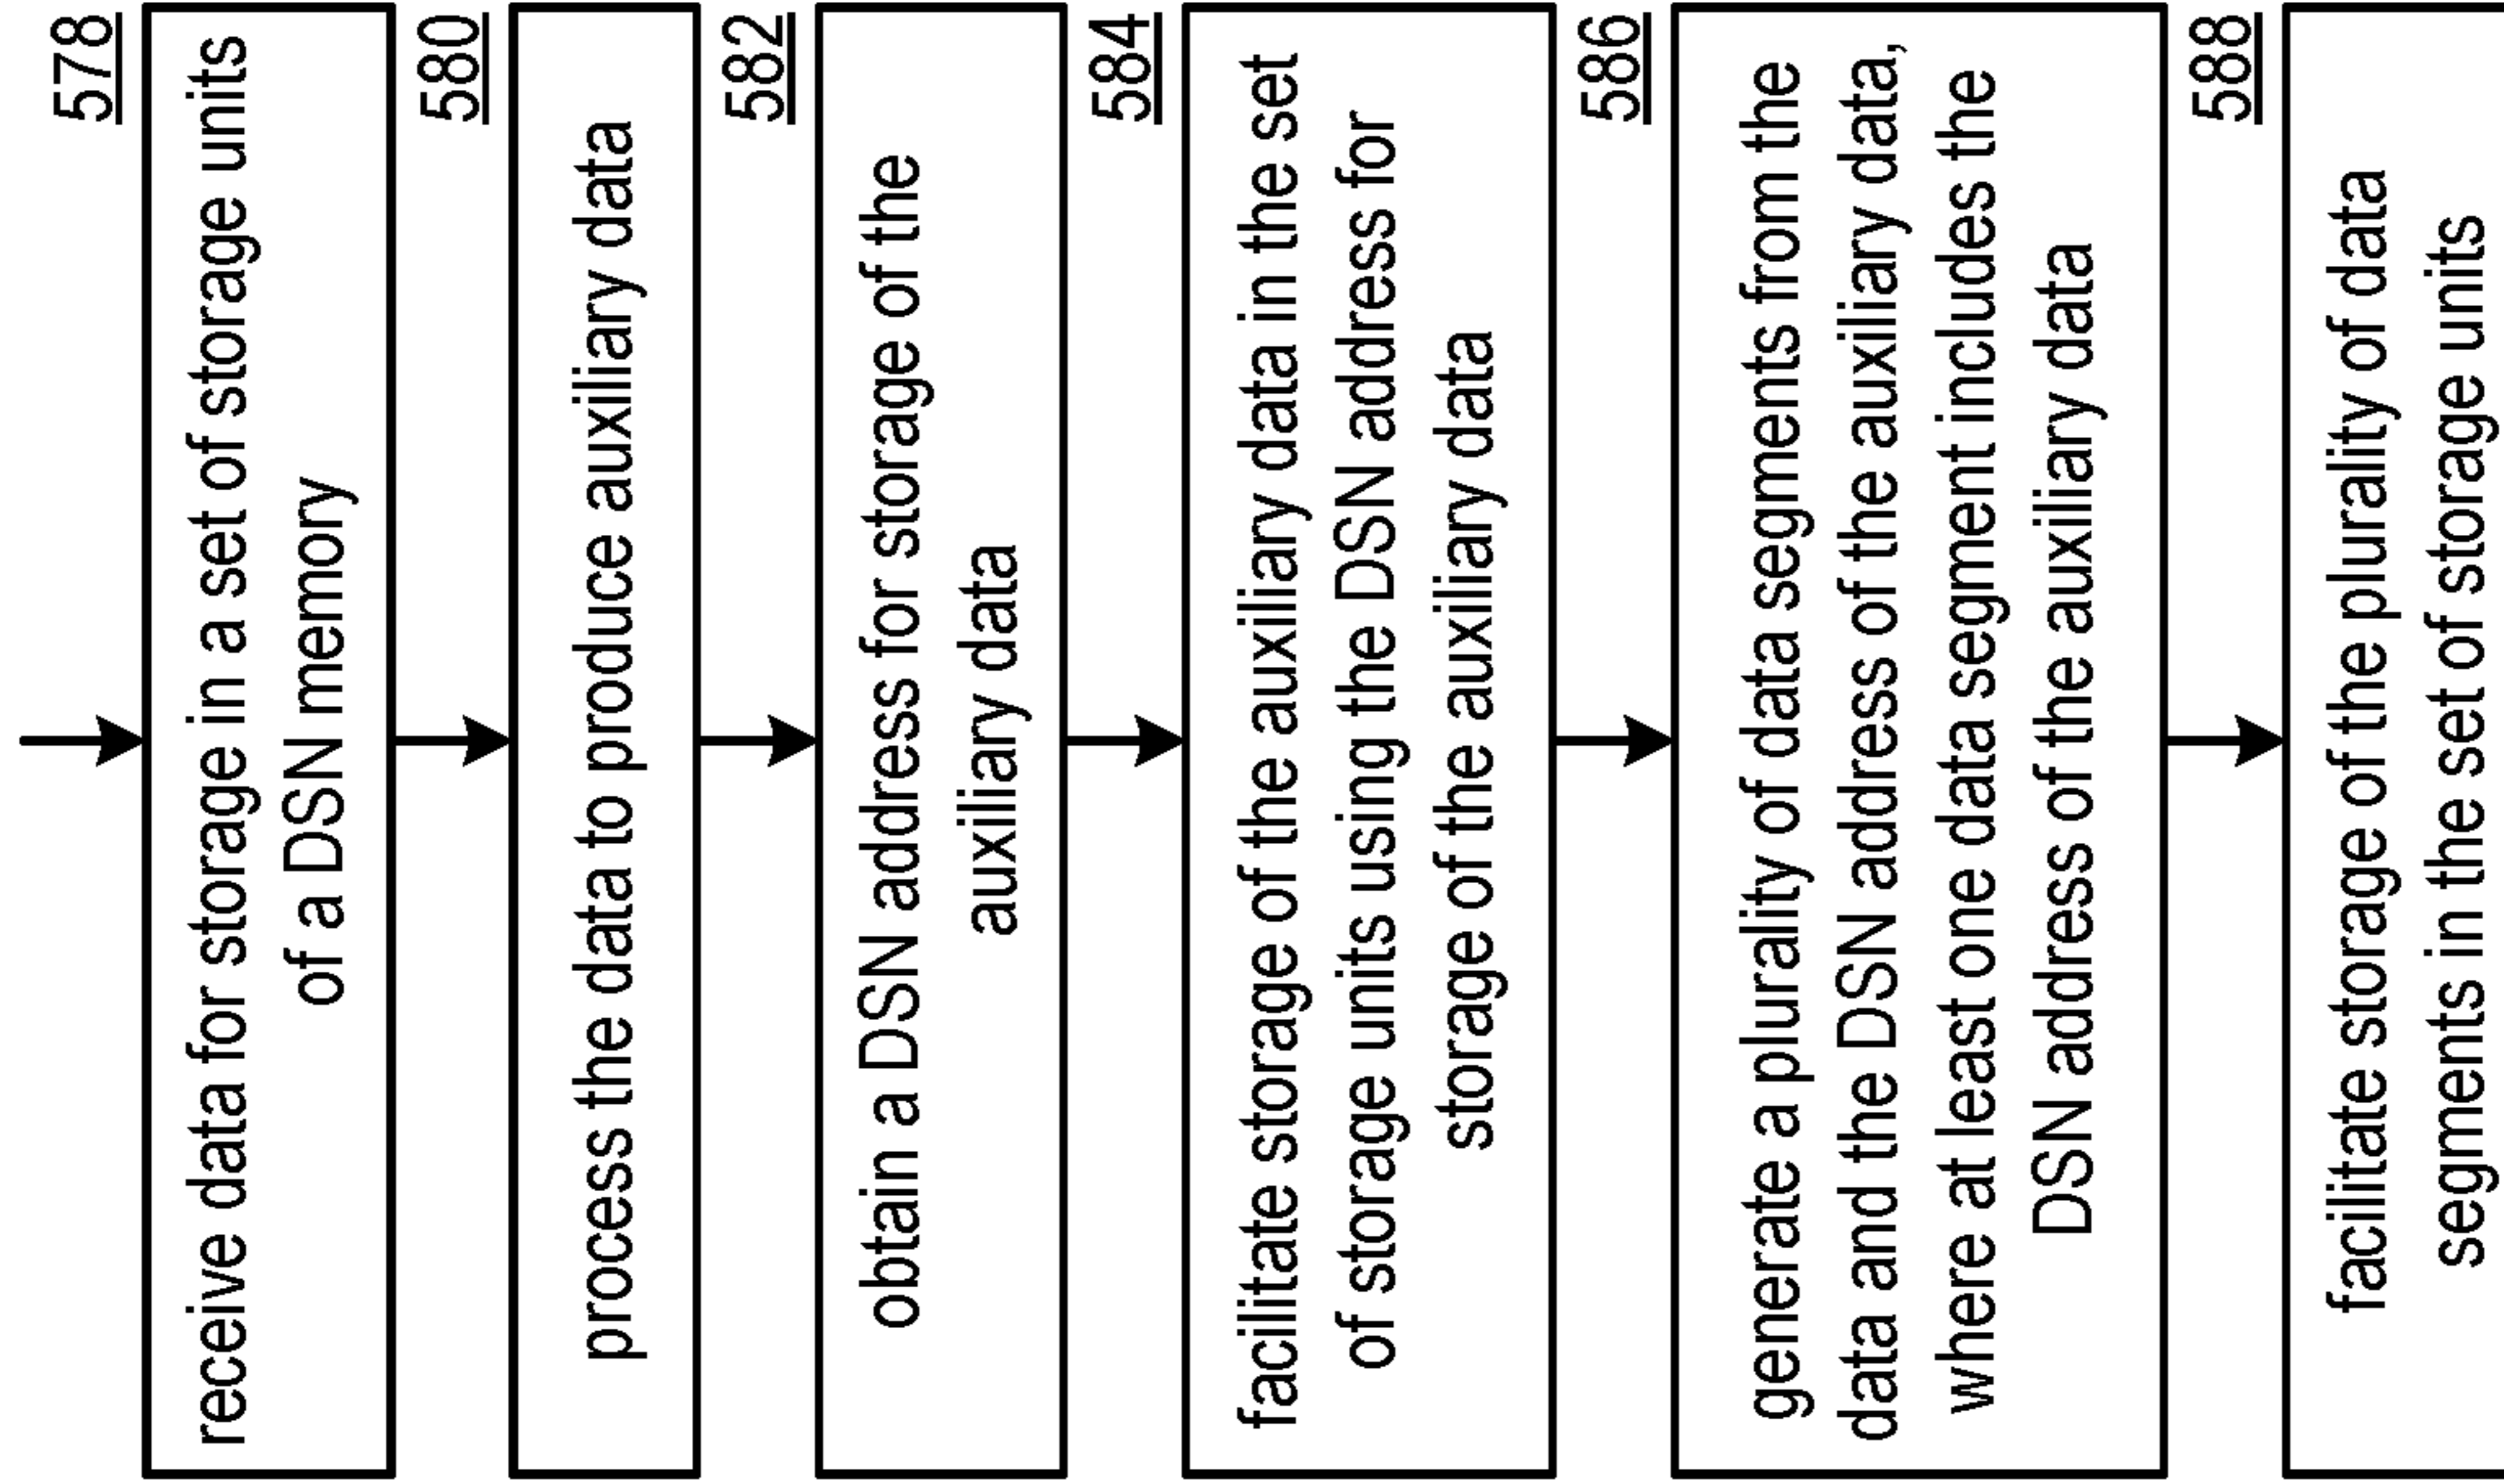 578
receive data for storage in a set of storage units
of a DSN memory
580
process the data to produce auxiliary data
582
obtain a DSN address for storage of the
auxiliary data
584
facilitate storage of the auxiliary data in the set
of storage units using the DSN address for
storage of the auxiliary data
586
generate a plurality of data segments from the
data and the DSN address of the auxiliary data,
where at least one data segment includes the
DSN address of the auxiliary data
588
facilitate storage of the plurality of data
segments in the set of storage units